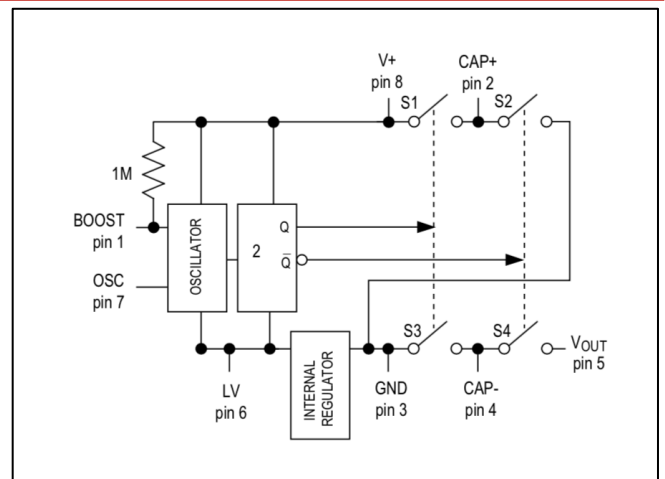 V+
pin 8
CAP+
pin 2
S1
S2
1M
BOOST
pin 1
OSC
pin 7
OSCILLATOR
2
Q
Q̅
S3
S4
VOUT
pin 5
LV
pin 6
INTERNAL
REGULATOR
GND
pin 3
CAP-
pin 4